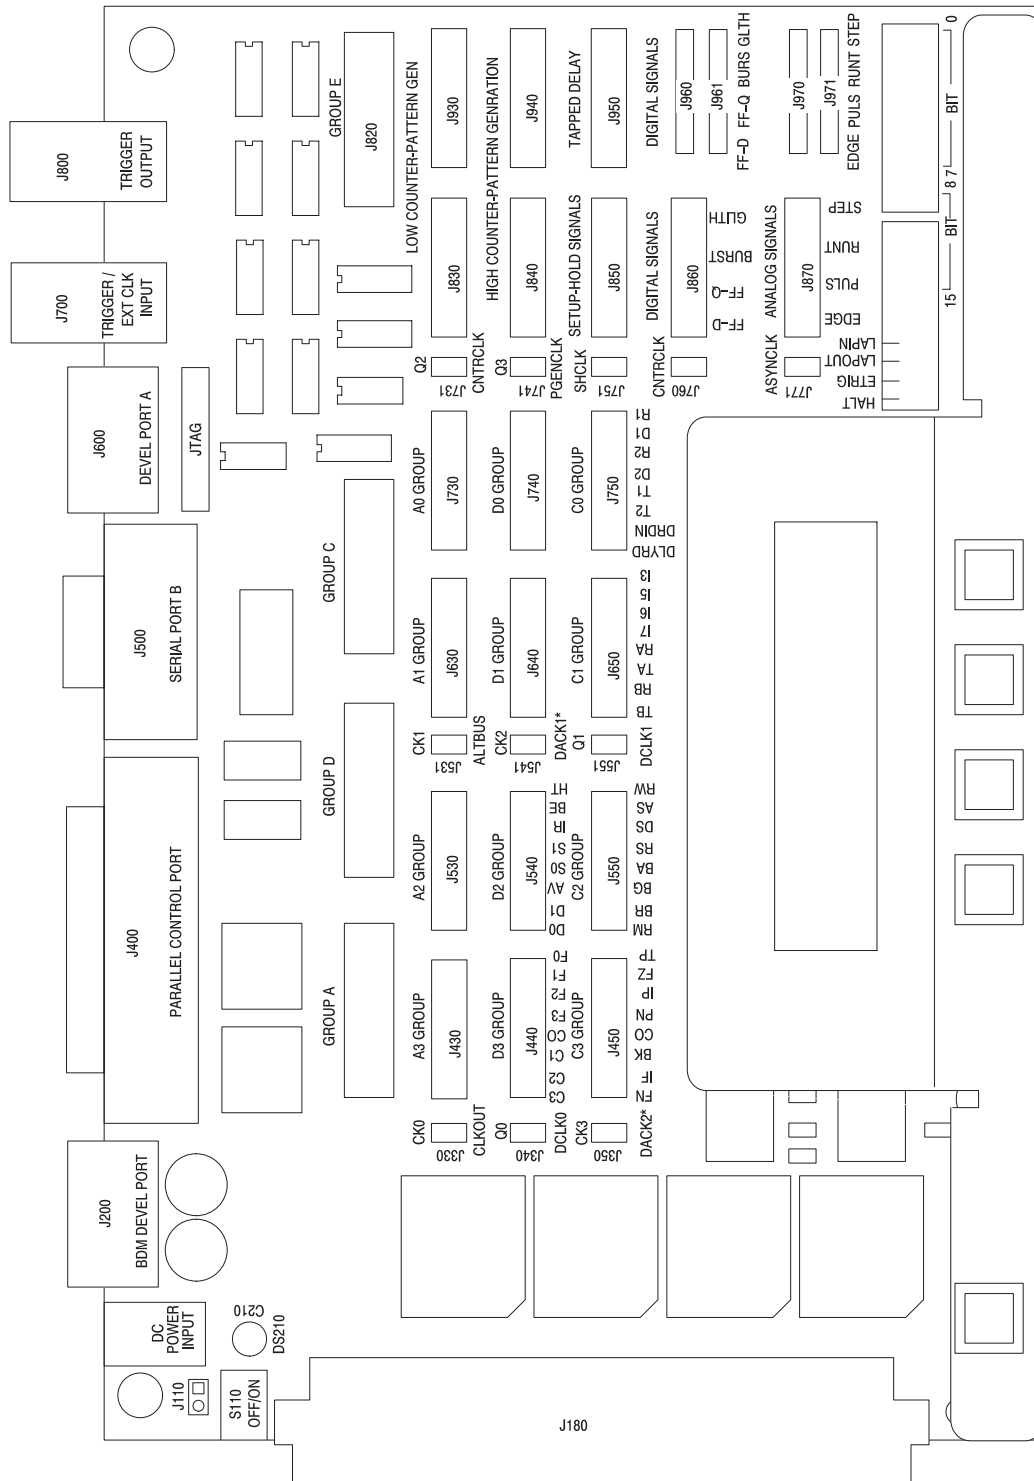 J800
TRIGGER
OUTPUT
J700
TRIGGER /
EXT CLK
INPUT
J600
DEVEL PORT A
JTAG
J500
SERIAL PORT B
J400
PARALLEL CONTROL PORT
J200
BDM DEVEL PORT
DC
POWER
INPUT
C210
DS210
J110
S110
OFF/ON
J180
GROUP E
J820
GROUP C
GROUP D
GROUP A
LOW COUNTER-PATTERN GEN
J930
J830
Q2
J731
CNTRCLK
A0 GROUP
J730
A1 GROUP
J630
CK1
J531
ALTBUS
A2 GROUP
J530
A3 GROUP
J430
CK0
J330
CLKOUT
HIGH COUNTER-PATTERN GENRATION
J940
J840
Q3
J741
PGENCLK
D0 GROUP
J740
D1 GROUP
J640
CK2
J541
DACK1*
D2 GROUP
J540
HT
BE
IR
S1
S0
AV
D1
D0
D3 GROUP
J440
F0
F1
F2
F3
CO
C1
C2
C3
Q0
J340
DCLK0
TAPPED DELAY
J950
SETUP-HOLD SIGNALS
J850
SHCLK
J751
C0 GROUP
J750
R1
D1
R2
D2
T1
T2
DRDIN
DLYRD
C1 GROUP
J650
I3
I5
I6
I7
RA
TA
RB
TB
Q1
J551
DCLK1
C2 GROUP
J550
RW
AS
DS
RS
BA
BG
BR
RM
C3 GROUP
J450
TP
FZ
IP
PN
CO
BK
IF
FN
CK3
J350
DACK2*
DIGITAL SIGNALS
J960
J961
FF-D FF-Q BURS GLTH
DIGITAL SIGNALS
J860
GLITH
BURST
FF-Q
FF-D
CNTRCLK
J760
J970
J971
EDGE PULS RUNT STEP
ANALOG SIGNALS
J870
STEP
RUNT
PULS
EDGE
ASYNCLK
J771
LAPIN
LAPOUT
ETRIG
HALT
15 BIT 8 7 BIT 0